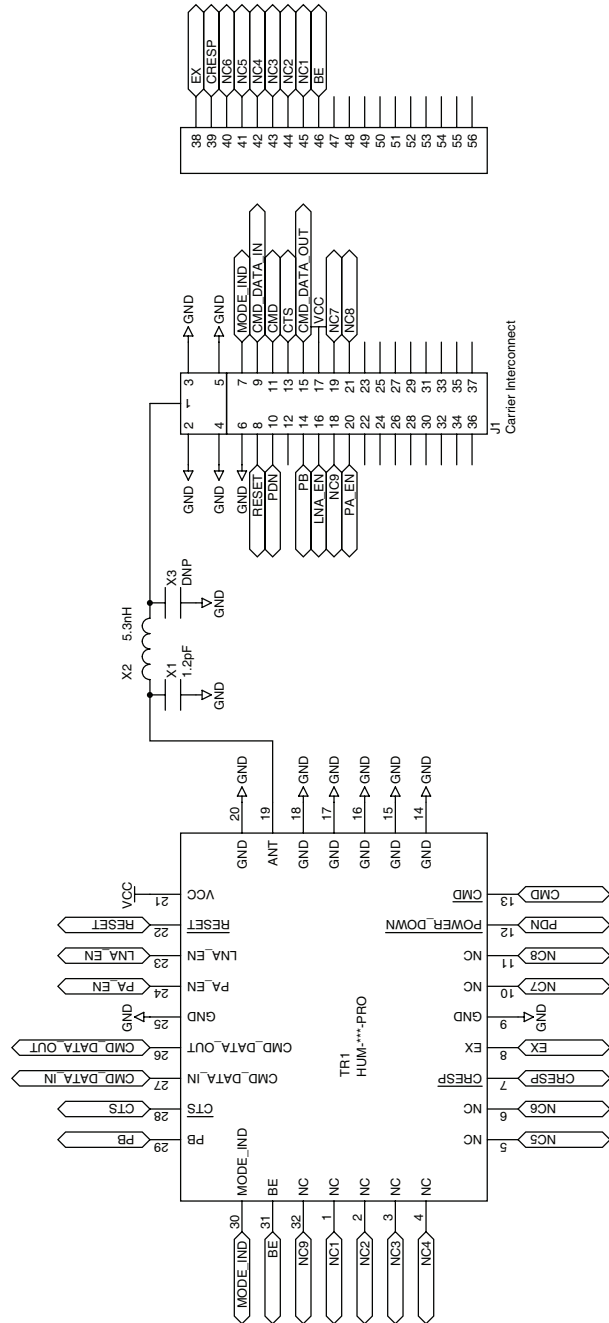 38 EX
39 CRESP
40 NC6
41 NC5
42 NC4
43 NC3
44 NC2
45 NC1
46 BE
47
48
49
50
51
52
53
54
55
56
GND 2 1 3 GND
GND 4 5 GND
GND 6 7 MODE_IND
RESET 8 9 CMD_DATA_IN
PDN 10 11 CMD
12 13 CTS
PB 14 15 CMD_DATA_OUT
LNA_EN 16 17 VCC
NC9 18 19 NC7
PA_EN 20 21 NC8
22 23
24 25
26 27
28 29
30 31
32 33
34 35
36 37
J1
Carrier Interconnect
X2 5.3nH
X1
1.2pF
GND
X3
DNP
GND
GND 20 GND
ANT 19
GND 18 GND
GND 17 GND
GND 16 GND
GND 15 GND
GND 14 GND
VCC 21 VCC
RESET 22 RESET
LNA_EN 23 LNA_EN
PA_EN 24 PA_EN
GND 25 GND
CMD_DATA_OUT 26 CMD_DATA_OUT
CMD_DATA_IN 27 CMD_DATA_IN
CTS 28 CTS
PB 29 PB
TR1
HUM-***-PRO
CMD 13 CMD
POWER_DOWN 12 PDN
NC 11 NC8
NC 10 NC7
GND 9 GND
EX 8 EX
CRESP 7 CRESP
NC 6 NC6
NC 5 NC5
MODE_IND 30 MODE_IND
BE 31 BE
NC9 32 NC
NC1 1 NC
NC2 2 NC
NC3 3 NC
NC4 4 NC